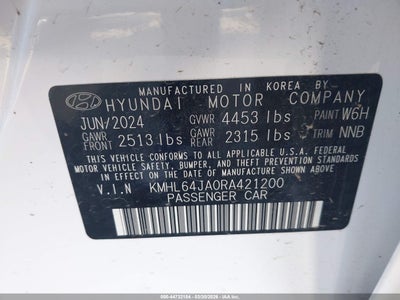 MANUFACTURED IN KOREA BY
HYUNDAI MOTOR COMPANY
JUN/2024 GVWR 4453 lbs PAINT W6H
GAWR FRONT 2513 lbs GAWR REAR 2315 lbs TRIM NNB
THIS VEHICLE CONFORMS TO ALL APPLICABLE U.S.A. FEDERAL
MOTOR VEHICLE SAFETY, BUMPER, AND THEFT PREVENTION
STANDARDS IN EFFECT ON THE DATE OF MANUFACTURE SHOWN ABOVE.
V.I.N KMHL64JA0RA421200
PASSENGER CAR